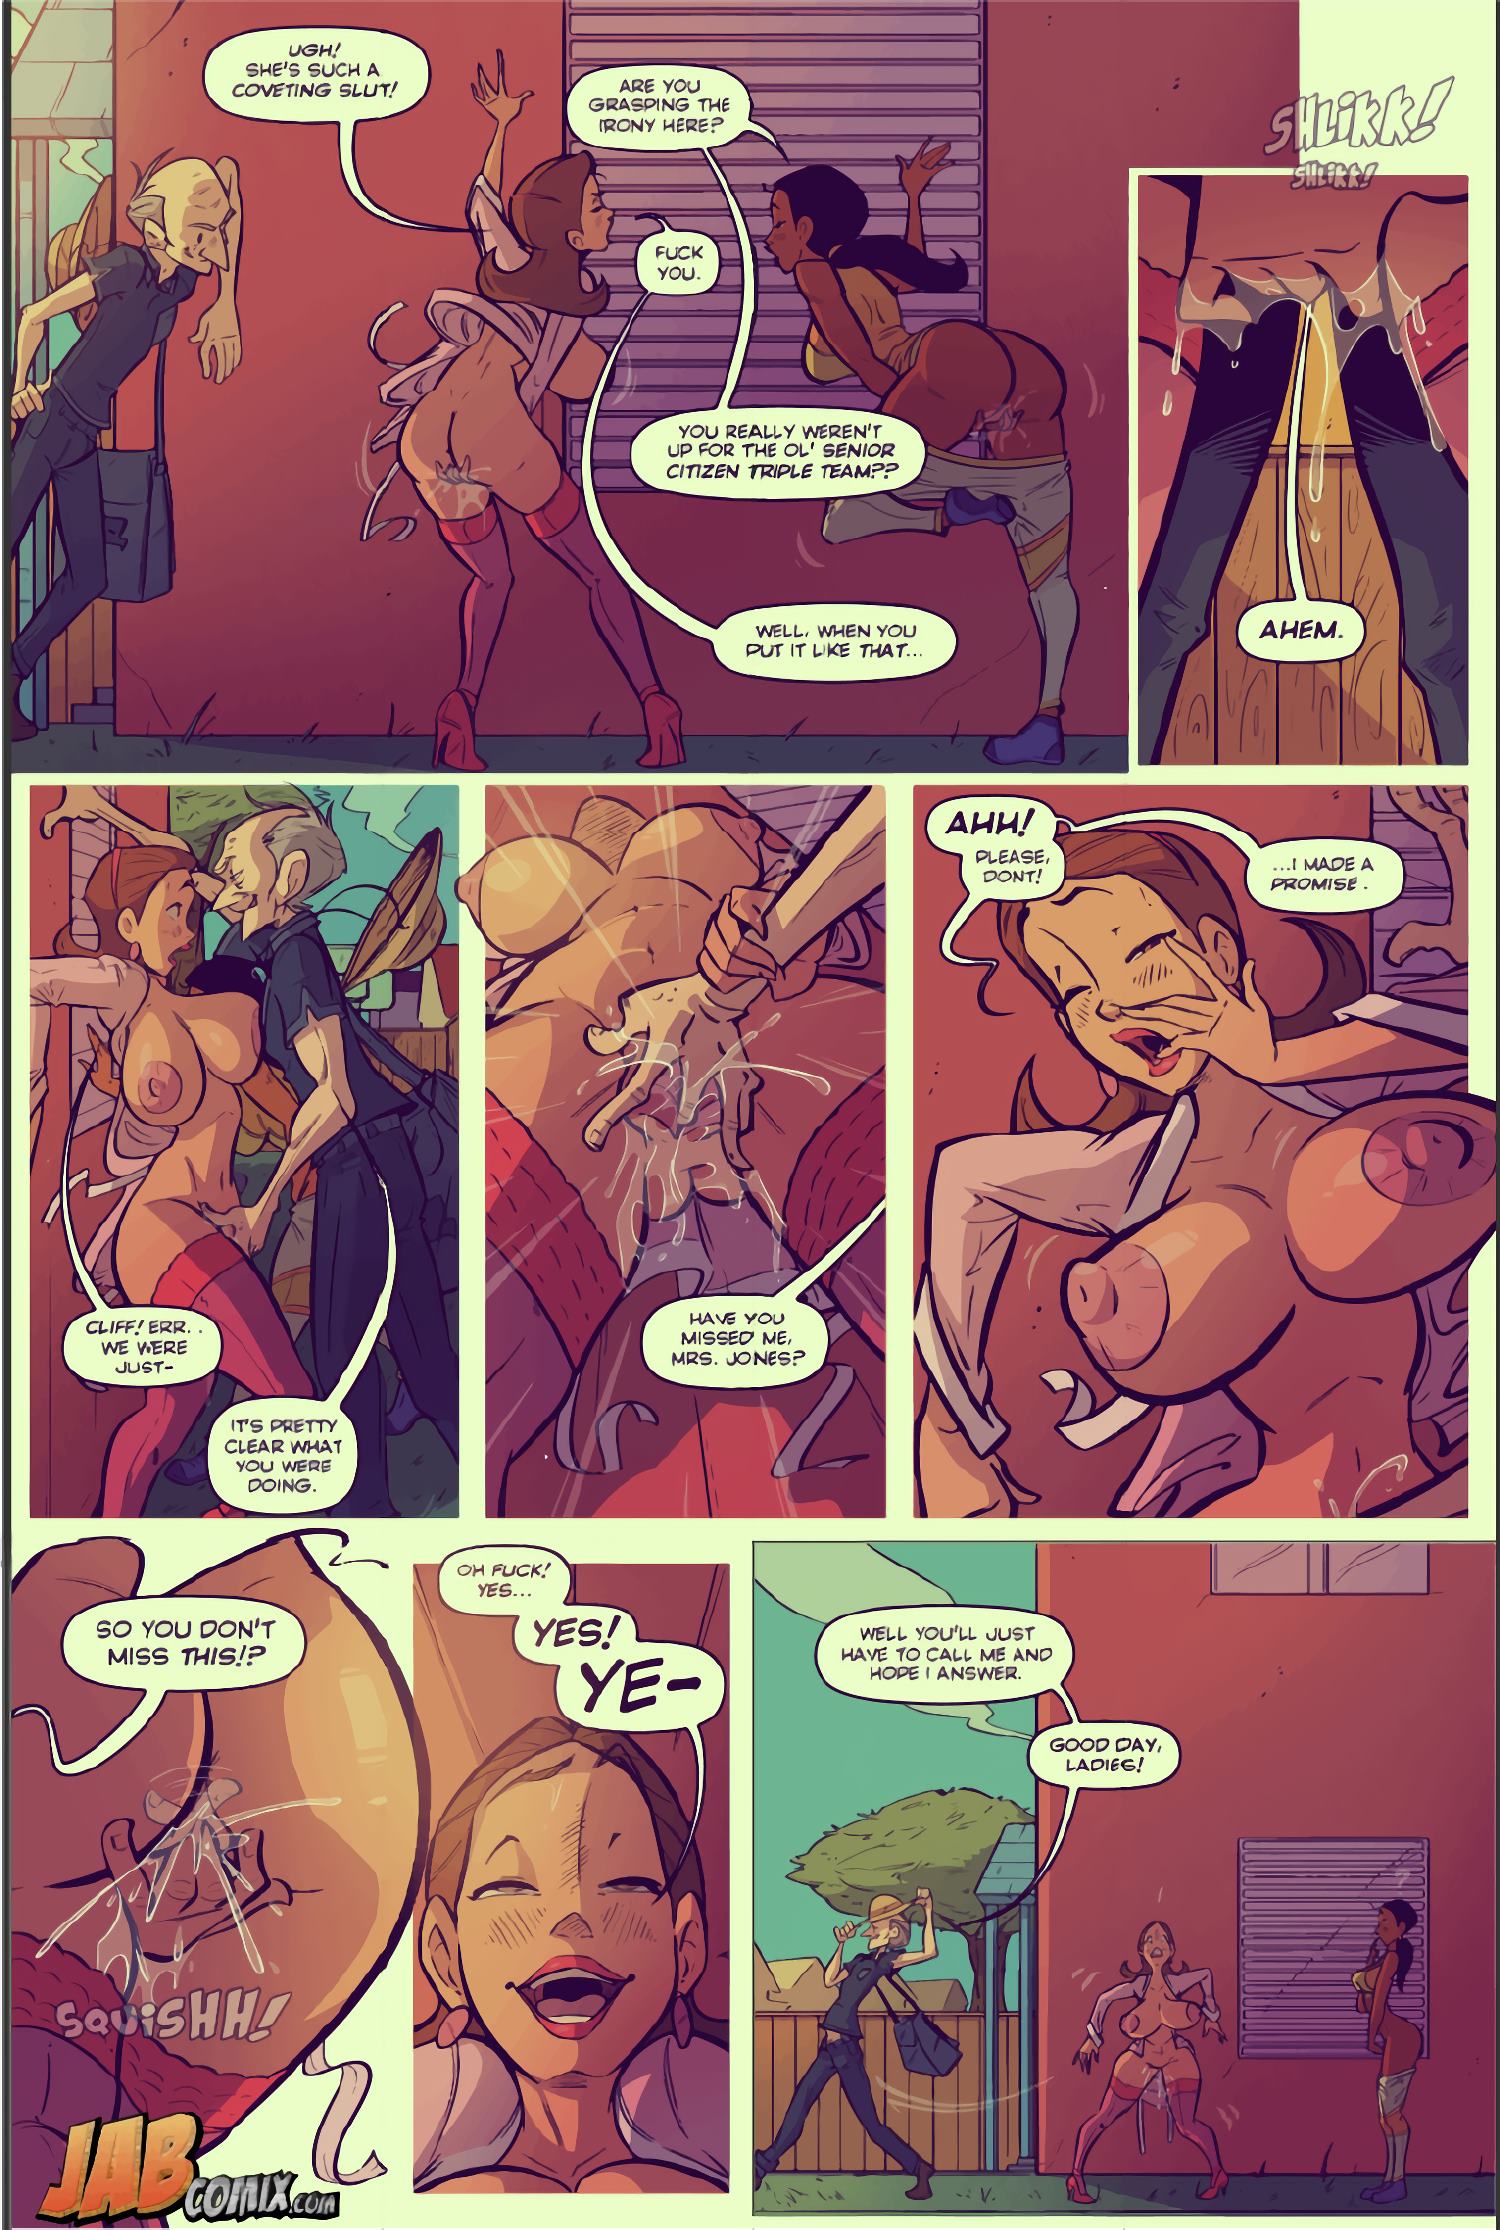 UGH!
SHE'S SUCH A
COVETING SLUT!
ARE YOU
GRASPING THE
IRONY HERE?
FUCK
YOU.
YOU REALLY WEREN'T
UP FOR THE OL' SENIOR
CITIZEN TRIPLE TEAM??
WELL, WHEN YOU
PUT IT LIKE THAT...
SHLIKK!
SHLIKK!
AHEM.
CLIFF! ERR. .
WE WERE
JUST-
IT'S PRETTY
CLEAR WHAT
YOU WERE
DOING.
HAVE YOU
MISSED ME,
MRS. JONES?
AHH!
PLEASE,
DONT!
...I MADE A
PROMISE .
SO YOU DON'T
MISS THIS!?
SQUISHH!
OH FUCK!
YES...
YES!
YE-
WELL YOU'LL JUST
HAVE TO CALL ME AND
HOPE I ANSWER.
GOOD DAY,
LADIES!
JAB
COMIX.com